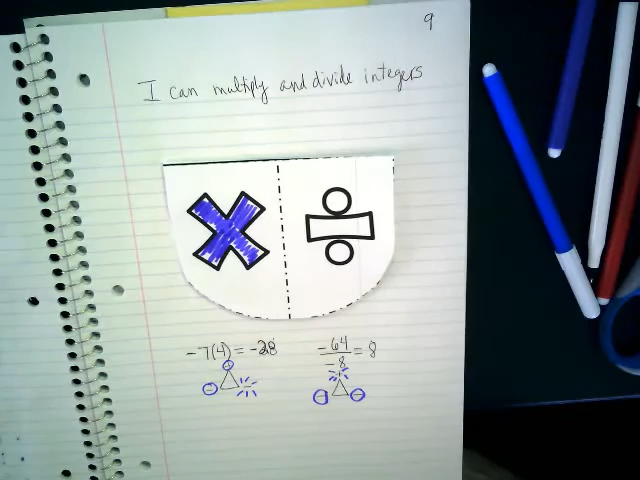 9
I can multiply and divide integers
-7(4) = -28
-64/-8 = 8